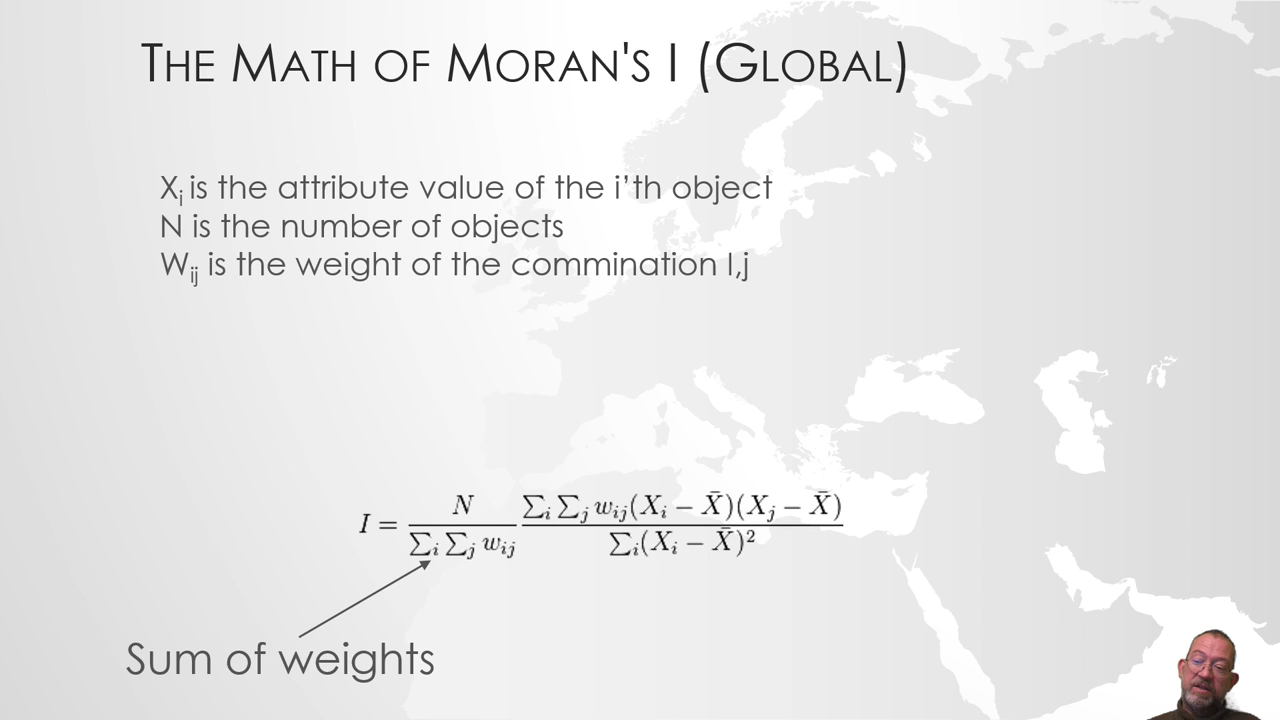 The Math of Moran's I (Global)
Xi is the attribute value of the i’th object
N is the number of objects
Wij is the weight of the commination I,j
I = N / ∑i ∑j wij ∑i ∑j wij(Xi − X̄)(Xj − X̄) / ∑i(Xi − X̄)²
Sum of weights